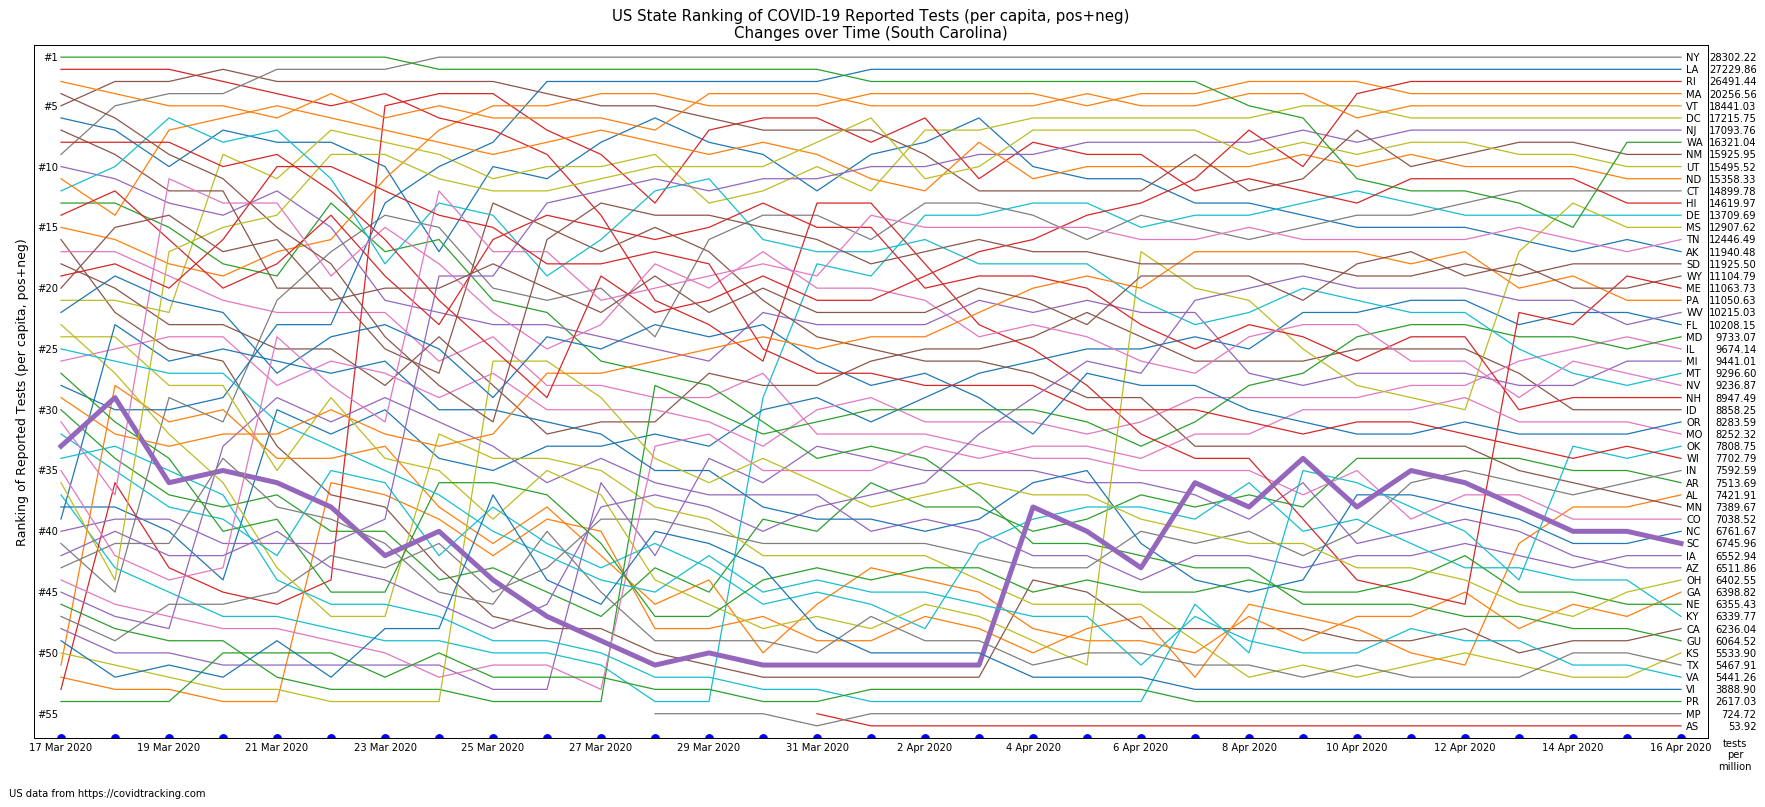 US State Ranking of COVID-19 Reported Tests (per capita, pos+neg)
Changes over Time (South Carolina)
Ranking of Reported Tests (per capita, pos+neg)
#1
#5
#10
#15
#20
#25
#30
#35
#40
#45
#50
#55
NY 28302.22
LA 27229.86
RI 26491.44
MA 20256.56
VT 18441.03
DC 17215.75
NJ 17093.76
WA 16321.04
NM 15925.95
UT 15495.52
ND 15358.33
CT 14899.78
HI 14619.97
DE 13709.69
MS 12907.62
TN 12446.49
AK 11940.48
SD 11925.50
WY 11104.79
ME 11063.73
PA 11050.63
WV 10215.03
FL 10208.15
MD 9733.07
IL 9674.14
MI 9441.01
MT 9296.60
NV 9236.87
NH 8947.49
ID 8858.25
OR 8283.59
MO 8252.32
OK 7808.75
WI 7702.79
IN 7592.59
AR 7513.69
AL 7421.91
MN 7389.67
CO 7038.52
NC 6761.67
SC 6745.96
IA 6552.94
AZ 6511.86
OH 6402.55
GA 6398.82
NE 6355.43
KY 6339.77
CA 6236.04
GU 6064.52
KS 5533.90
TX 5467.91
VA 5441.26
VI 3888.90
PR 2617.03
MP 724.72
AS 53.92
17 Mar 2020 19 Mar 2020 21 Mar 2020 23 Mar 2020 25 Mar 2020 27 Mar 2020 29 Mar 2020 31 Mar 2020 2 Apr 2020 4 Apr 2020 6 Apr 2020 8 Apr 2020 10 Apr 2020 12 Apr 2020 14 Apr 2020 16 Apr 2020
tests
per
million
US data from https://covidtracking.com